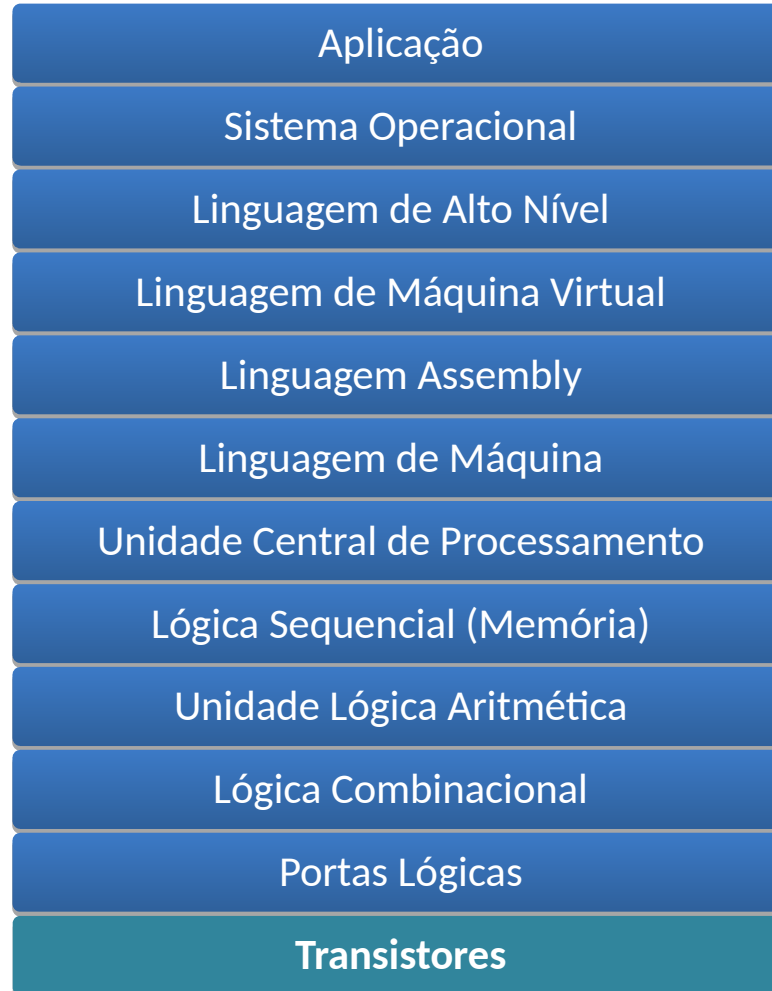 Aplicação
Sistema Operacional
Linguagem de Alto Nível
Linguagem de Máquina Virtual
Linguagem Assembly
Linguagem de Máquina
Unidade Central de Processamento
Lógica Sequencial (Memória)
Unidade Lógica Aritmética
Lógica Combinacional
Portas Lógicas
Transistores